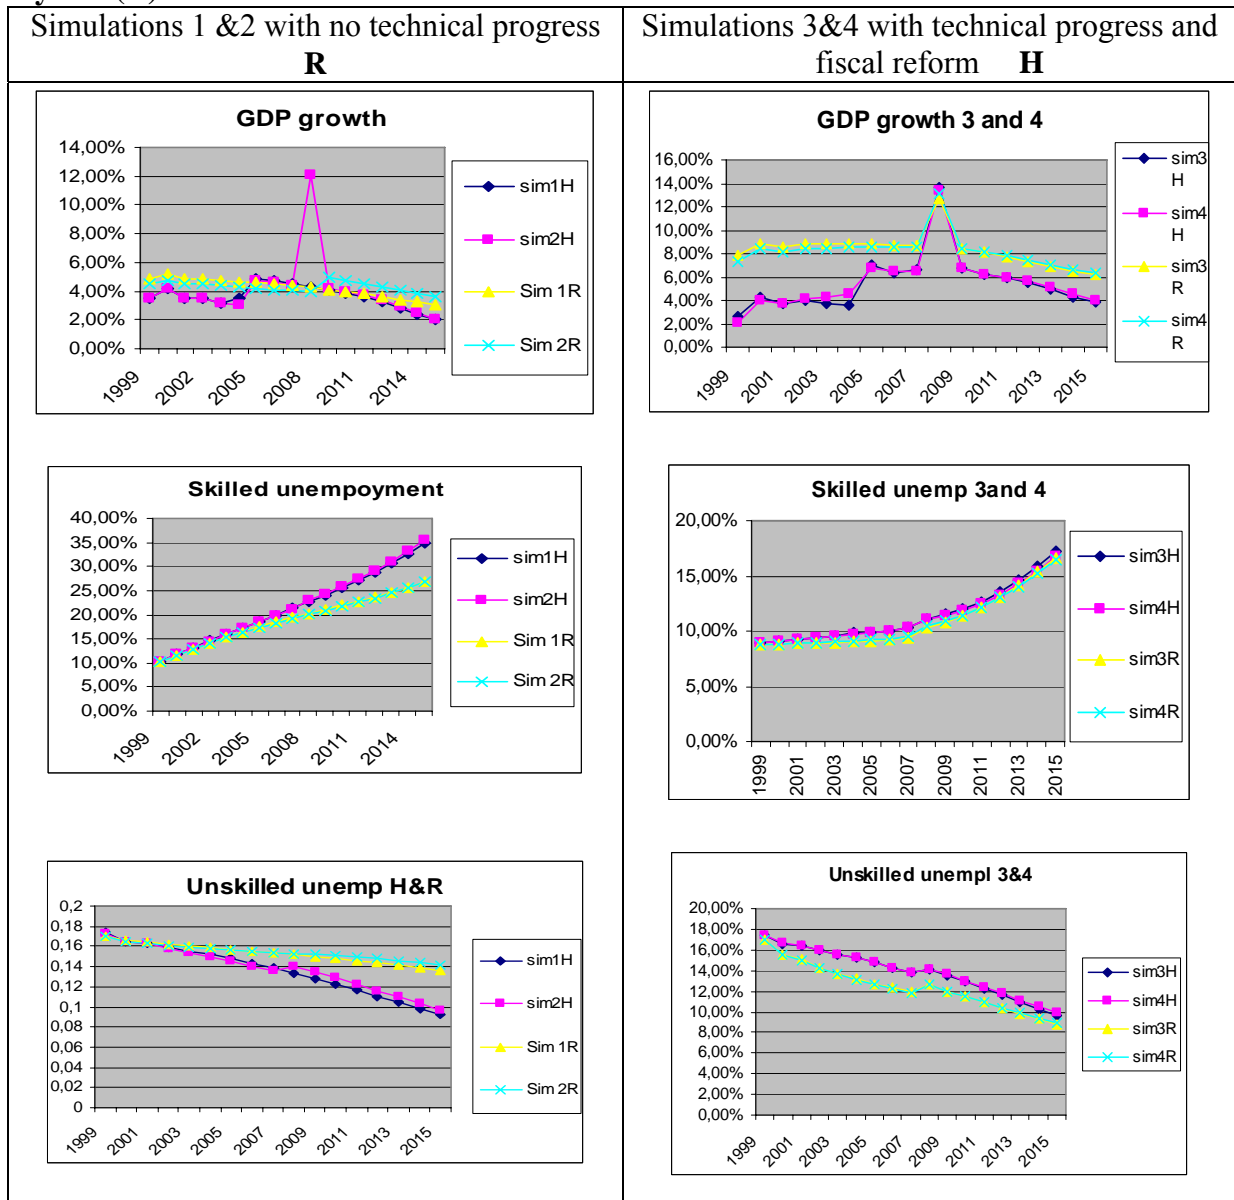 Simulations 1 &2 with no technical progress
R
Simulations 3&4 with technical progress and
fiscal reform H
GDP growth
14,00%
12,00%
10,00%
8,00%
6,00%
4,00%
2,00%
0,00%
1999
2002
2005
2008
2011
2014
sim1H
sim2H
Sim 1R
Sim 2R
GDP growth 3 and 4
16,00%
14,00%
12,00%
10,00%
8,00%
6,00%
4,00%
2,00%
0,00%
1999
2001
2003
2005
2007
2009
2011
2013
2015
sim3
H
sim4
H
sim3
R
sim4
R
Skilled unempoyment
40,00%
35,00%
30,00%
25,00%
20,00%
15,00%
10,00%
5,00%
0,00%
1999
2002
2005
2008
2011
2014
sim1H
sim2H
Sim 1R
Sim 2R
Skilled unemp 3and 4
20,00%
15,00%
10,00%
5,00%
0,00%
1999
2001
2003
2005
2007
2009
2011
2013
2015
sim3H
sim4H
sim3R
sim4R
Unskilled unemp H&R
0,2
0,18
0,16
0,14
0,12
0,1
0,08
0,06
0,04
0,02
0
1999
2001
2003
2005
2007
2009
2011
2013
2015
sim1H
sim2H
Sim 1R
Sim 2R
Unskilled unempl 3&4
20,00%
18,00%
16,00%
14,00%
12,00%
10,00%
8,00%
6,00%
4,00%
2,00%
0,00%
1999
2001
2003
2005
2007
2009
2011
2013
2015
sim3H
sim4H
sim3R
sim4R